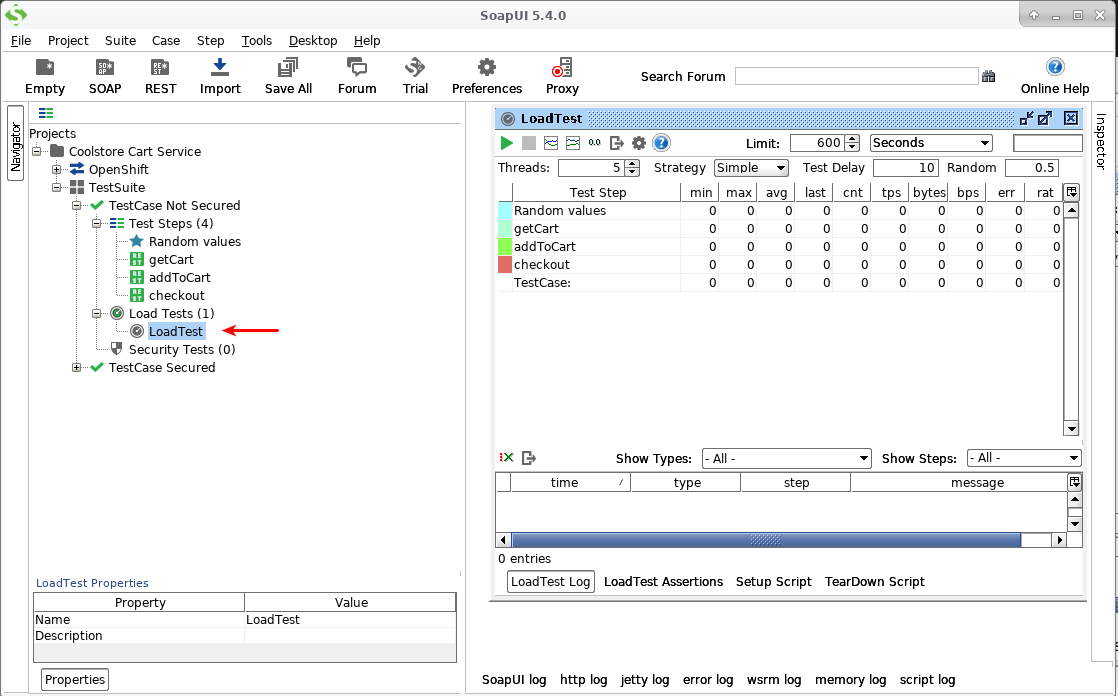 SoapUI 5.4.0
File Project Suite Case Step Tools Desktop Help
Empty SOAP REST Import Save All Forum Trial Preferences Proxy Search Forum Online Help
Navigator
Projects
Coolstore Cart Service
OpenShift
TestSuite
TestCase Not Secured
Test Steps (4)
Random values
getCart
addToCart
checkout
Load Tests (1)
LoadTest
Security Tests (0)
TestCase Secured
LoadTest Properties
Property Value
Name LoadTest
Description
Properties
LoadTest
0.0 Limit: 600 Seconds
Threads: 5 Strategy Simple Test Delay 10 Random 0.5
Test Step min max avg last cnt tps bytes bps err rat
Random values 0 0 0 0 0 0 0 0 0 0
getCart 0 0 0 0 0 0 0 0 0 0
addToCart 0 0 0 0 0 0 0 0 0 0
checkout 0 0 0 0 0 0 0 0 0 0
TestCase: 0 0 0 0 0 0 0 0 0 0
Show Types: - All - Show Steps: - All -
time type step message
0 entries
LoadTest Log LoadTest Assertions Setup Script TearDown Script
Inspector
SoapUI log http log jetty log error log wsrm log memory log script log